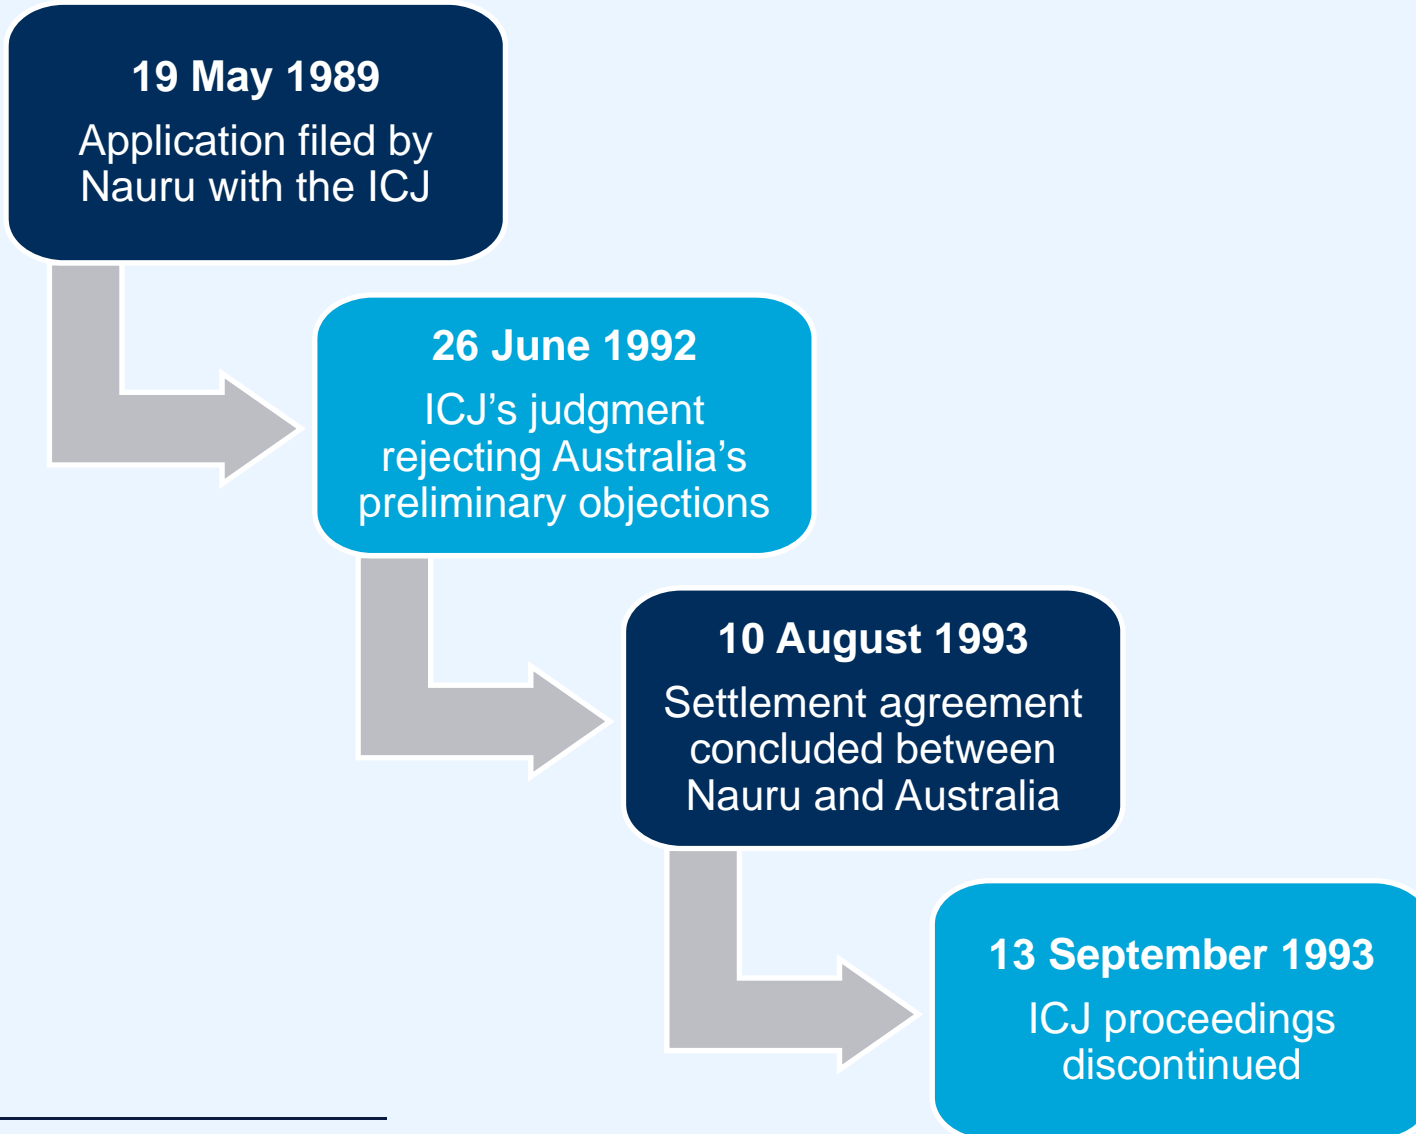 19 May 1989
Application filed by
Nauru with the ICJ
26 June 1992
ICJ’s judgment
rejecting Australia’s
preliminary objections
10 August 1993
Settlement agreement
concluded between
Nauru and Australia
13 September 1993
ICJ proceedings
discontinued